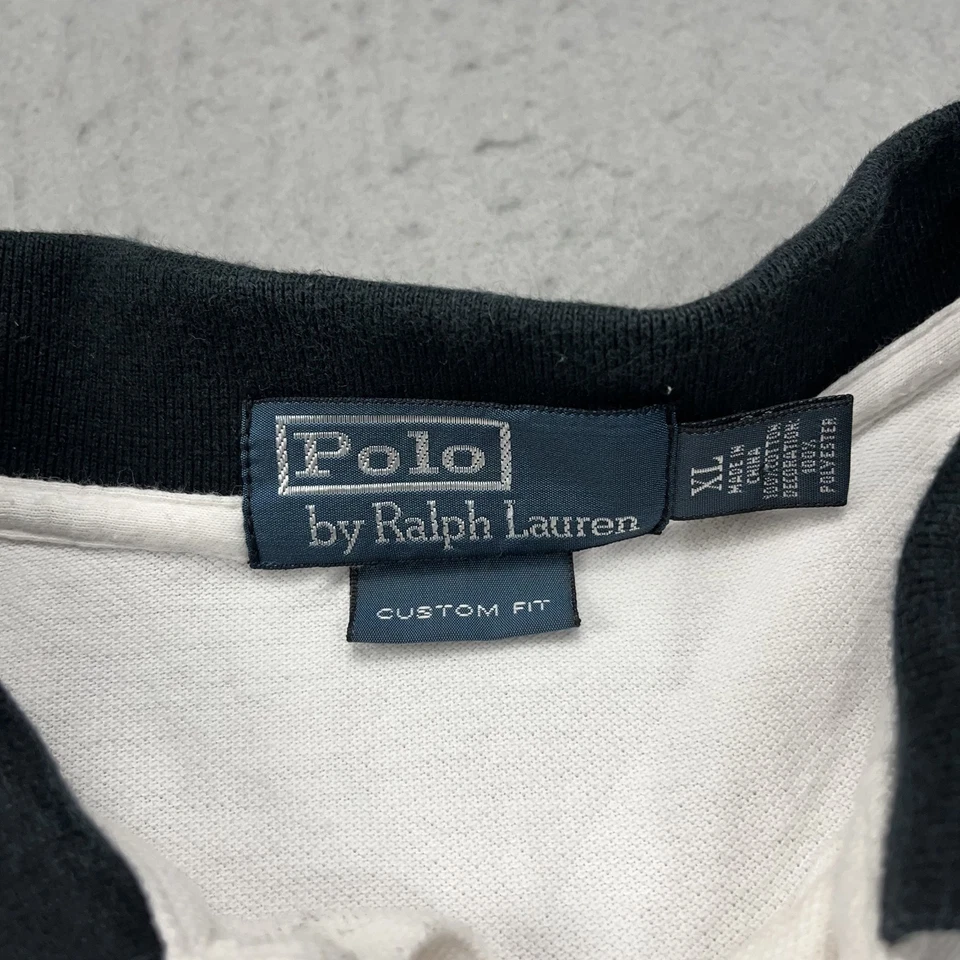 Polo
by Ralph Lauren
CUSTOM FIT
XL
MADE IN
CHINA
100% COTTON
DECORATION:
100%
POLYESTER